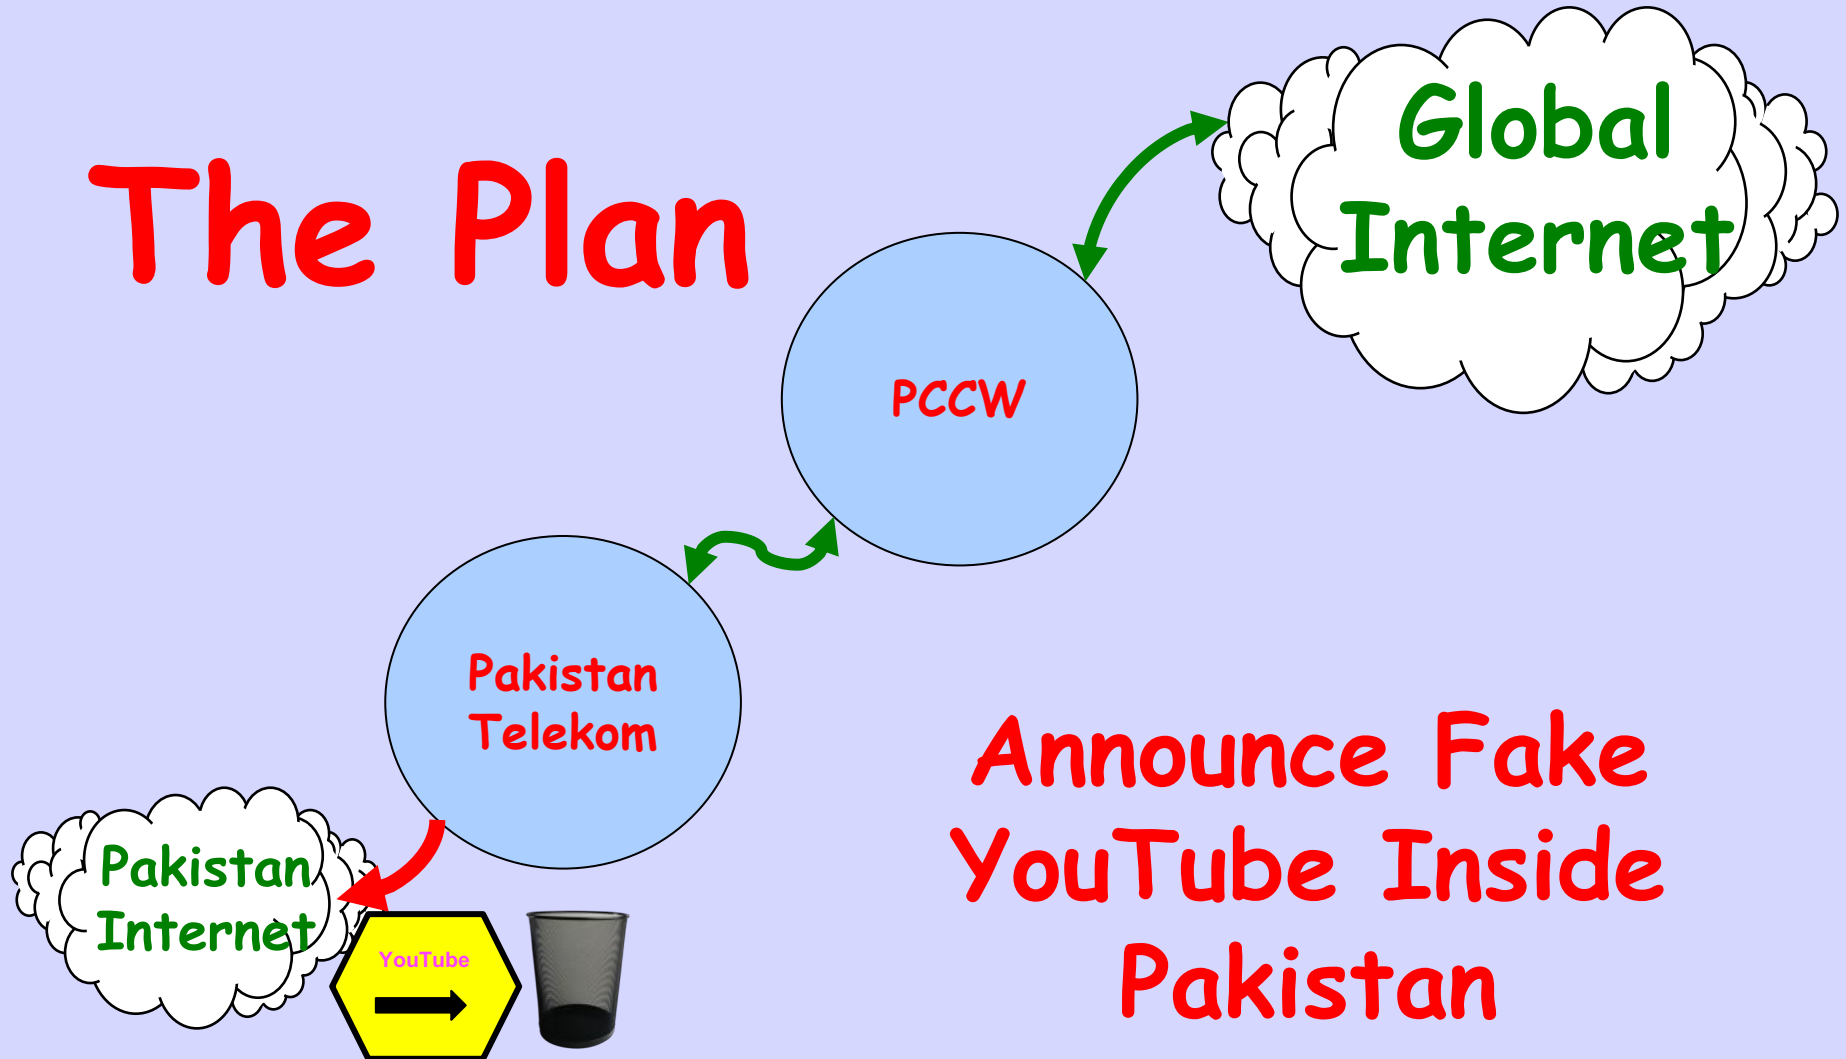 The Plan
Global
Internet
PCCW
Pakistan
Telekom
Announce Fake
YouTube Inside
Pakistan
Pakistan
Internet
YouTube